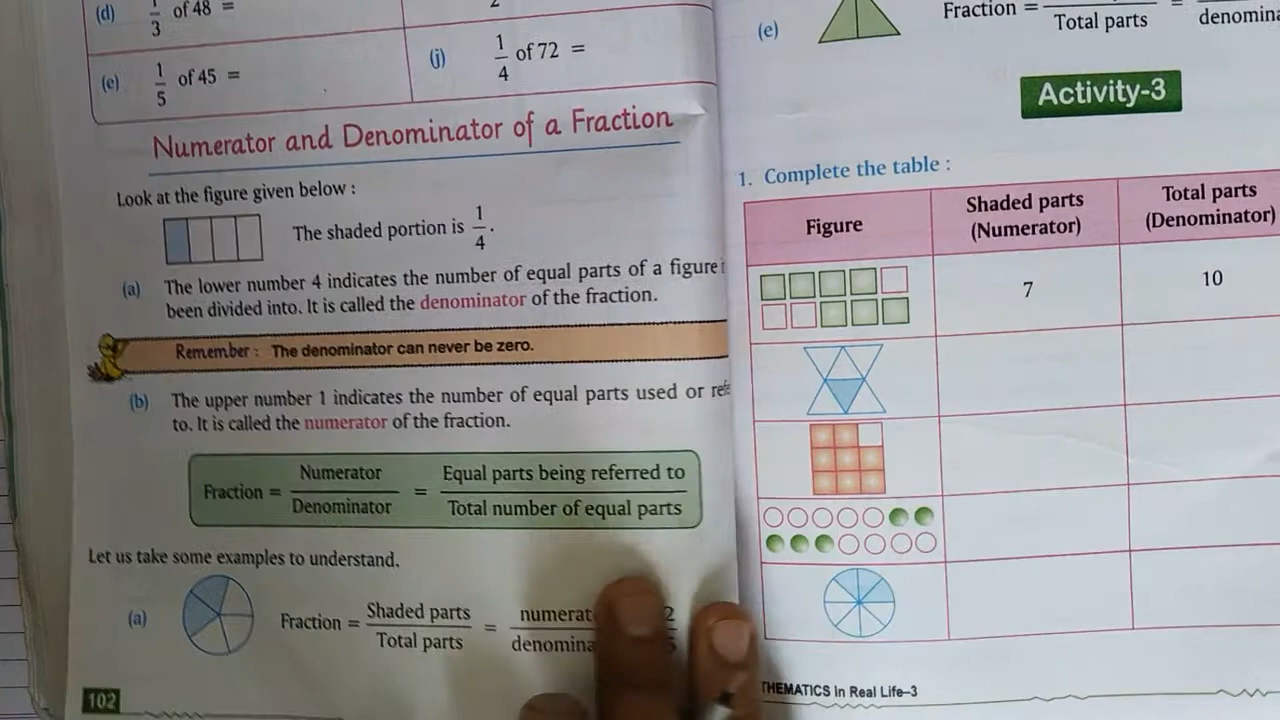 (d) 1/3 of 48 =
(e) 1/5 of 45 =
(j) 1/4 of 72 =
Numerator and Denominator of a Fraction
Look at the figure given below :
The shaded portion is 1/4.
(a) The lower number 4 indicates the number of equal parts of a figure
been divided into. It is called the denominator of the fraction.
Remember : The denominator can never be zero.
(b) The upper number 1 indicates the number of equal parts used or
to. It is called the numerator of the fraction.
Fraction = Numerator/Denominator = Equal parts being referred to/Total number of equal parts
Let us take some examples to understand.
(a) Fraction = Shaded parts/Total parts =
102
(e) Fraction = Total parts =
Activity-3
1. Complete the table :
Figure
Shaded parts
(Numerator)
Total parts
(Denominator)
7
10
THEMATICS in Real Life–3